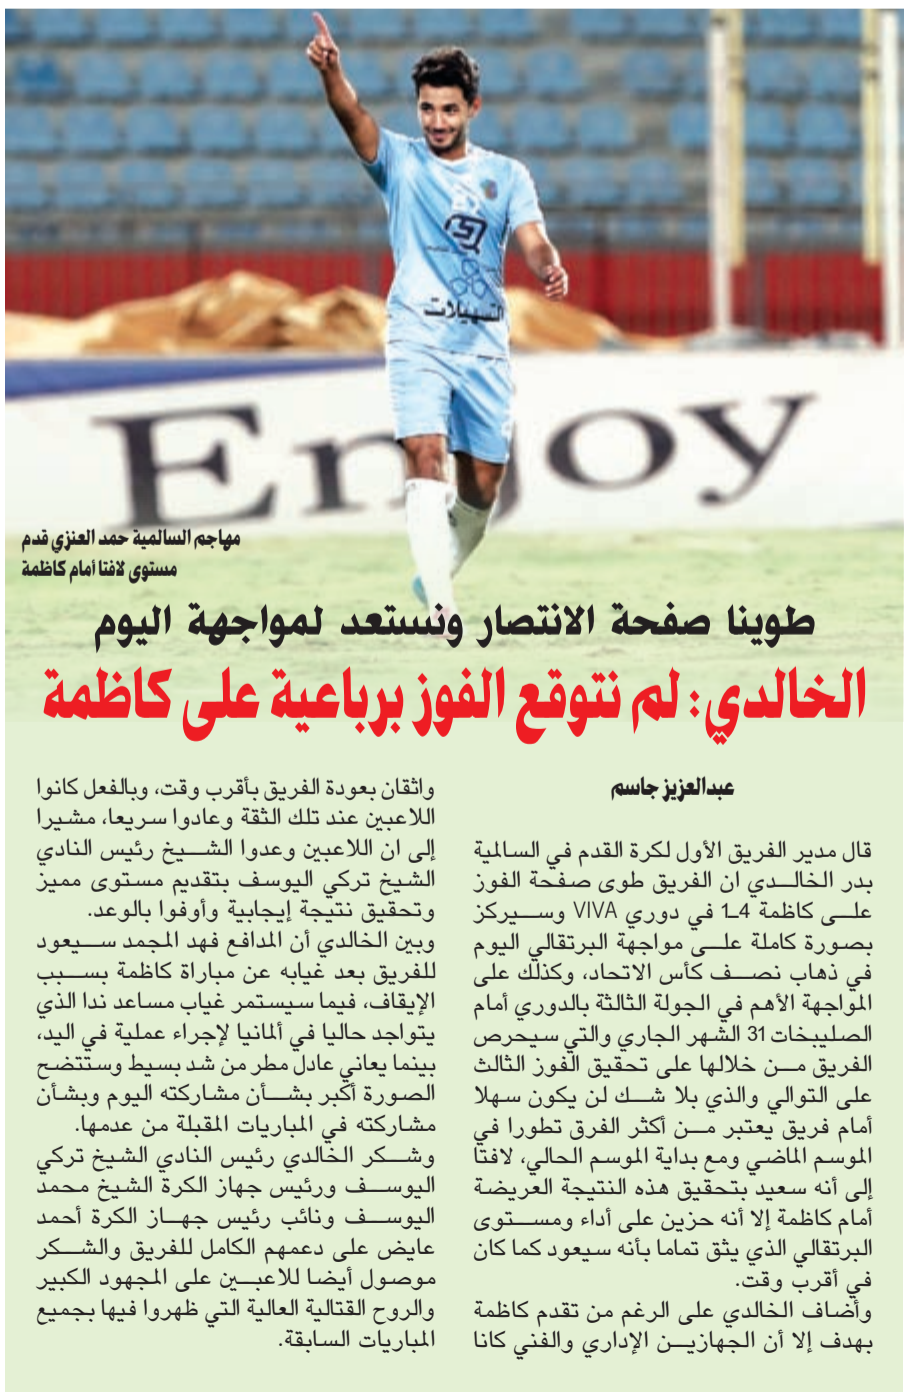 التسهيلات
Enjoy
مهاجم السالمية حمد العنزي قدم
مستوى لافتا أمام كاظمة
طوينا صفحة الانتصار ونستعد لمواجهة اليوم
الخالدي: لم نتوقع الفوز برباعية على كاظمة
عبدالعزيز جاسم
قال مدير الفريق الأول لكرة القدم في السالمية
بدر الخالدي ان الفريق طوى صفحة الفوز
على كاظمة 4ـ1 في دوري VIVA وسيركز
بصورة كاملة على مواجهة البرتقالي اليوم
في ذهاب نصف كأس الاتحاد، وكذلك على
المواجهة الأهم في الجولة الثالثة بالدوري أمام
الصليبخات 31 الشهر الجاري والتي سيحرص
الفريق من خلالها على تحقيق الفوز الثالث
على التوالي والذي بلا شك لن يكون سهلا
أمام فريق يعتبر من أكثر الفرق تطورا في
الموسم الماضي ومع بداية الموسم الحالي، لافتا
إلى أنه سعيد بتحقيق هذه النتيجة العريضة
أمام كاظمة إلا أنه حزين على أداء ومستوى
البرتقالي الذي يثق تماما بأنه سيعود كما كان
في أقرب وقت.
وأضاف الخالدي على الرغم من تقدم كاظمة
بهدف إلا أن الجهازين الإداري والفني كانا
واثقان بعودة الفريق بأقرب وقت، وبالفعل كانوا
اللاعبين عند تلك الثقة وعادوا سريعا، مشيرا
إلى ان اللاعبين وعدوا الشيخ رئيس النادي
الشيخ تركي اليوسف بتقديم مستوى مميز
وتحقيق نتيجة إيجابية وأوفوا بالوعد.
وبين الخالدي أن المدافع فهد المجمد سيعود
للفريق بعد غيابه عن مباراة كاظمة بسبب
الإيقاف، فيما سيستمر غياب مساعد ندا الذي
يتواجد حاليا في ألمانيا لإجراء عملية في اليد،
بينما يعاني عادل مطر من شد بسيط وستتضح
الصورة أكبر بشأن مشاركته اليوم وبشأن
مشاركته في المباريات المقبلة من عدمها.
وشكر الخالدي رئيس النادي الشيخ تركي
اليوسف ورئيس جهاز الكرة الشيخ محمد
اليوسف ونائب رئيس جهاز الكرة أحمد
عايض على دعمهم الكامل للفريق والشكر
موصول أيضا للاعبين على المجهود الكبير
والروح القتالية العالية التي ظهروا فيها بجميع
المباريات السابقة.